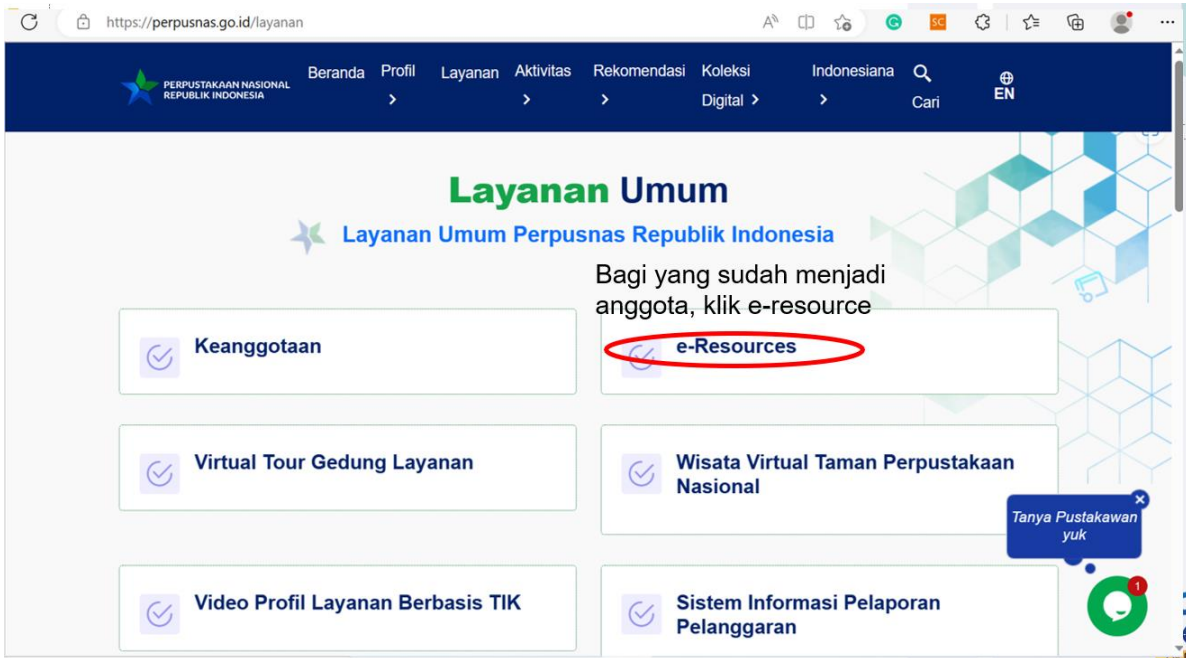 https://perpusnas.go.id/layanan
PERPUSTAKAAN NASIONAL
REPUBLIK INDONESIA
Beranda
Profil
Layanan
Aktivitas
Rekomendasi
Koleksi
Digital
Indonesiana
Cari
EN
Layanan Umum
Layanan Umum Perpusnas Republik Indonesia
Bagi yang sudah menjadi
anggota, klik e-resource
Keanggotaan
e-Resources
Virtual Tour Gedung Layanan
Wisata Virtual Taman Perpustakaan
Nasional
Tanya Pustakawan
yuk
Video Profil Layanan Berbasis TIK
Sistem Informasi Pelaporan
Pelanggaran
1